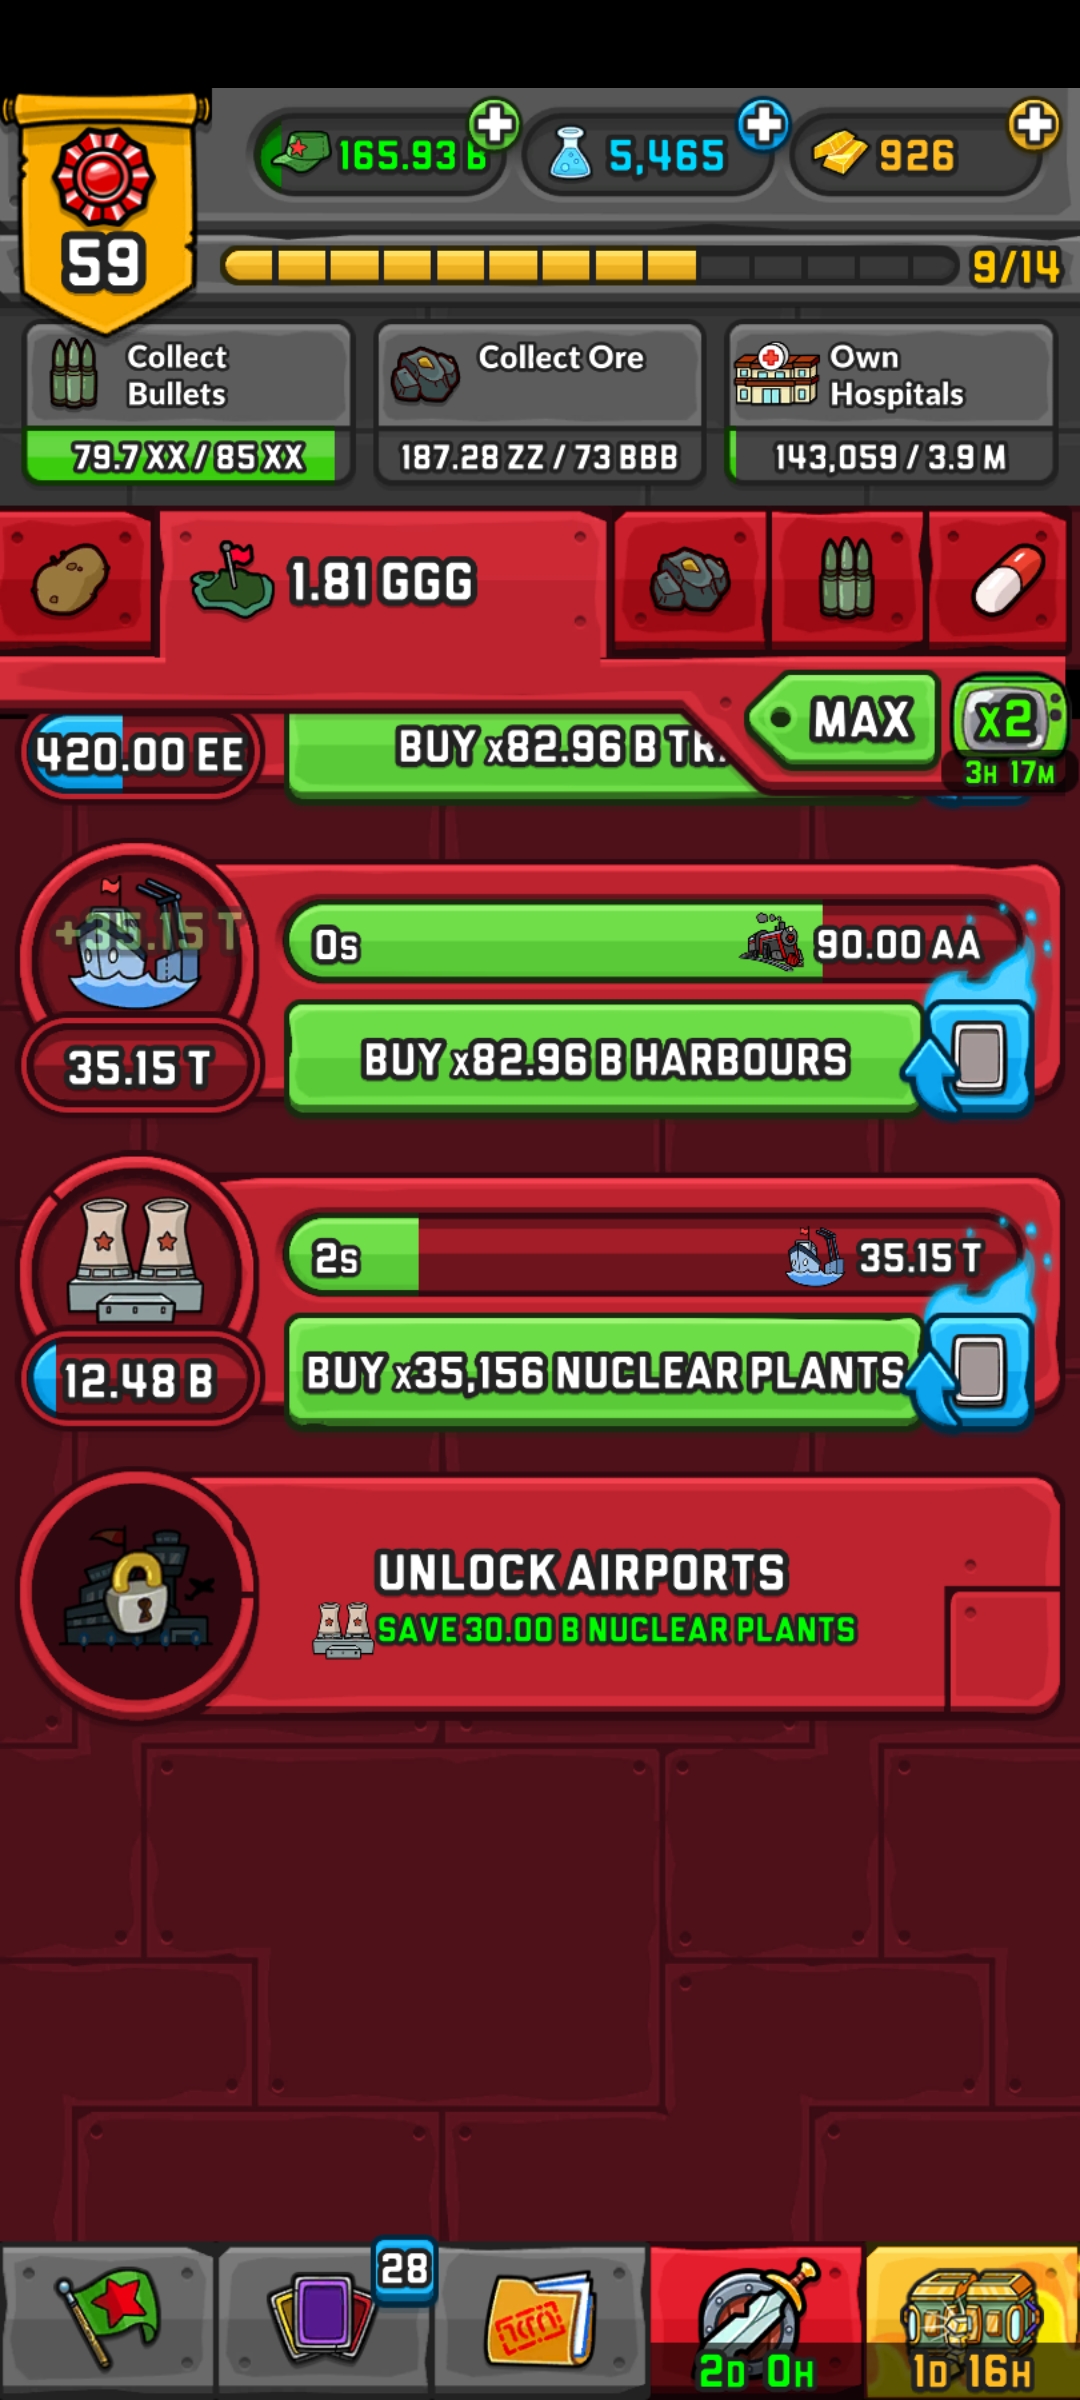 165.93 B
5,465
926
59
9/14
Collect
Bullets
Collect Ore
Own
Hospitals
79.7 XX / 85 XX
187.28 ZZ / 73 BBB
143,059 / 3.9 M
1.81 GGG
MAX
x2
3H 17M
420.00 EE
BUY x82.96 B TR
+35.15 T
0s
90.00 AA
35.15 T
BUY x82.96 B HARBOURS
2s
35.15 T
12.48 B
BUY x35,156 NUCLEAR PLANTS
UNLOCK AIRPORTS
SAVE 30.00 B NUCLEAR PLANTS
28
2D 0H
1D 16H